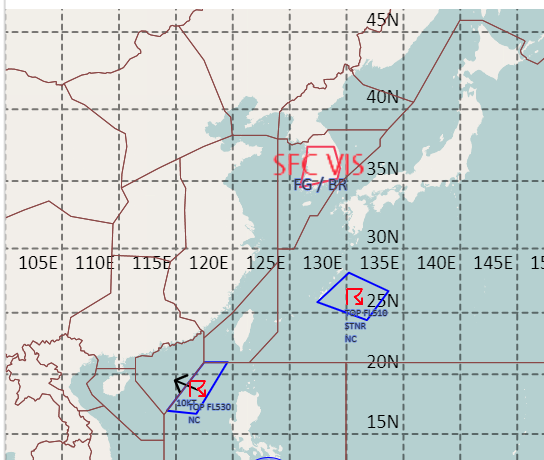 45N
40N
SFC VIS
35N
FG / BR
30N
105E 110E 115E 120E 125E 130E 135E 140E 145E
25N
TOP FL510
STNR
NC
20N
10KT TOP FL530
NC
15N